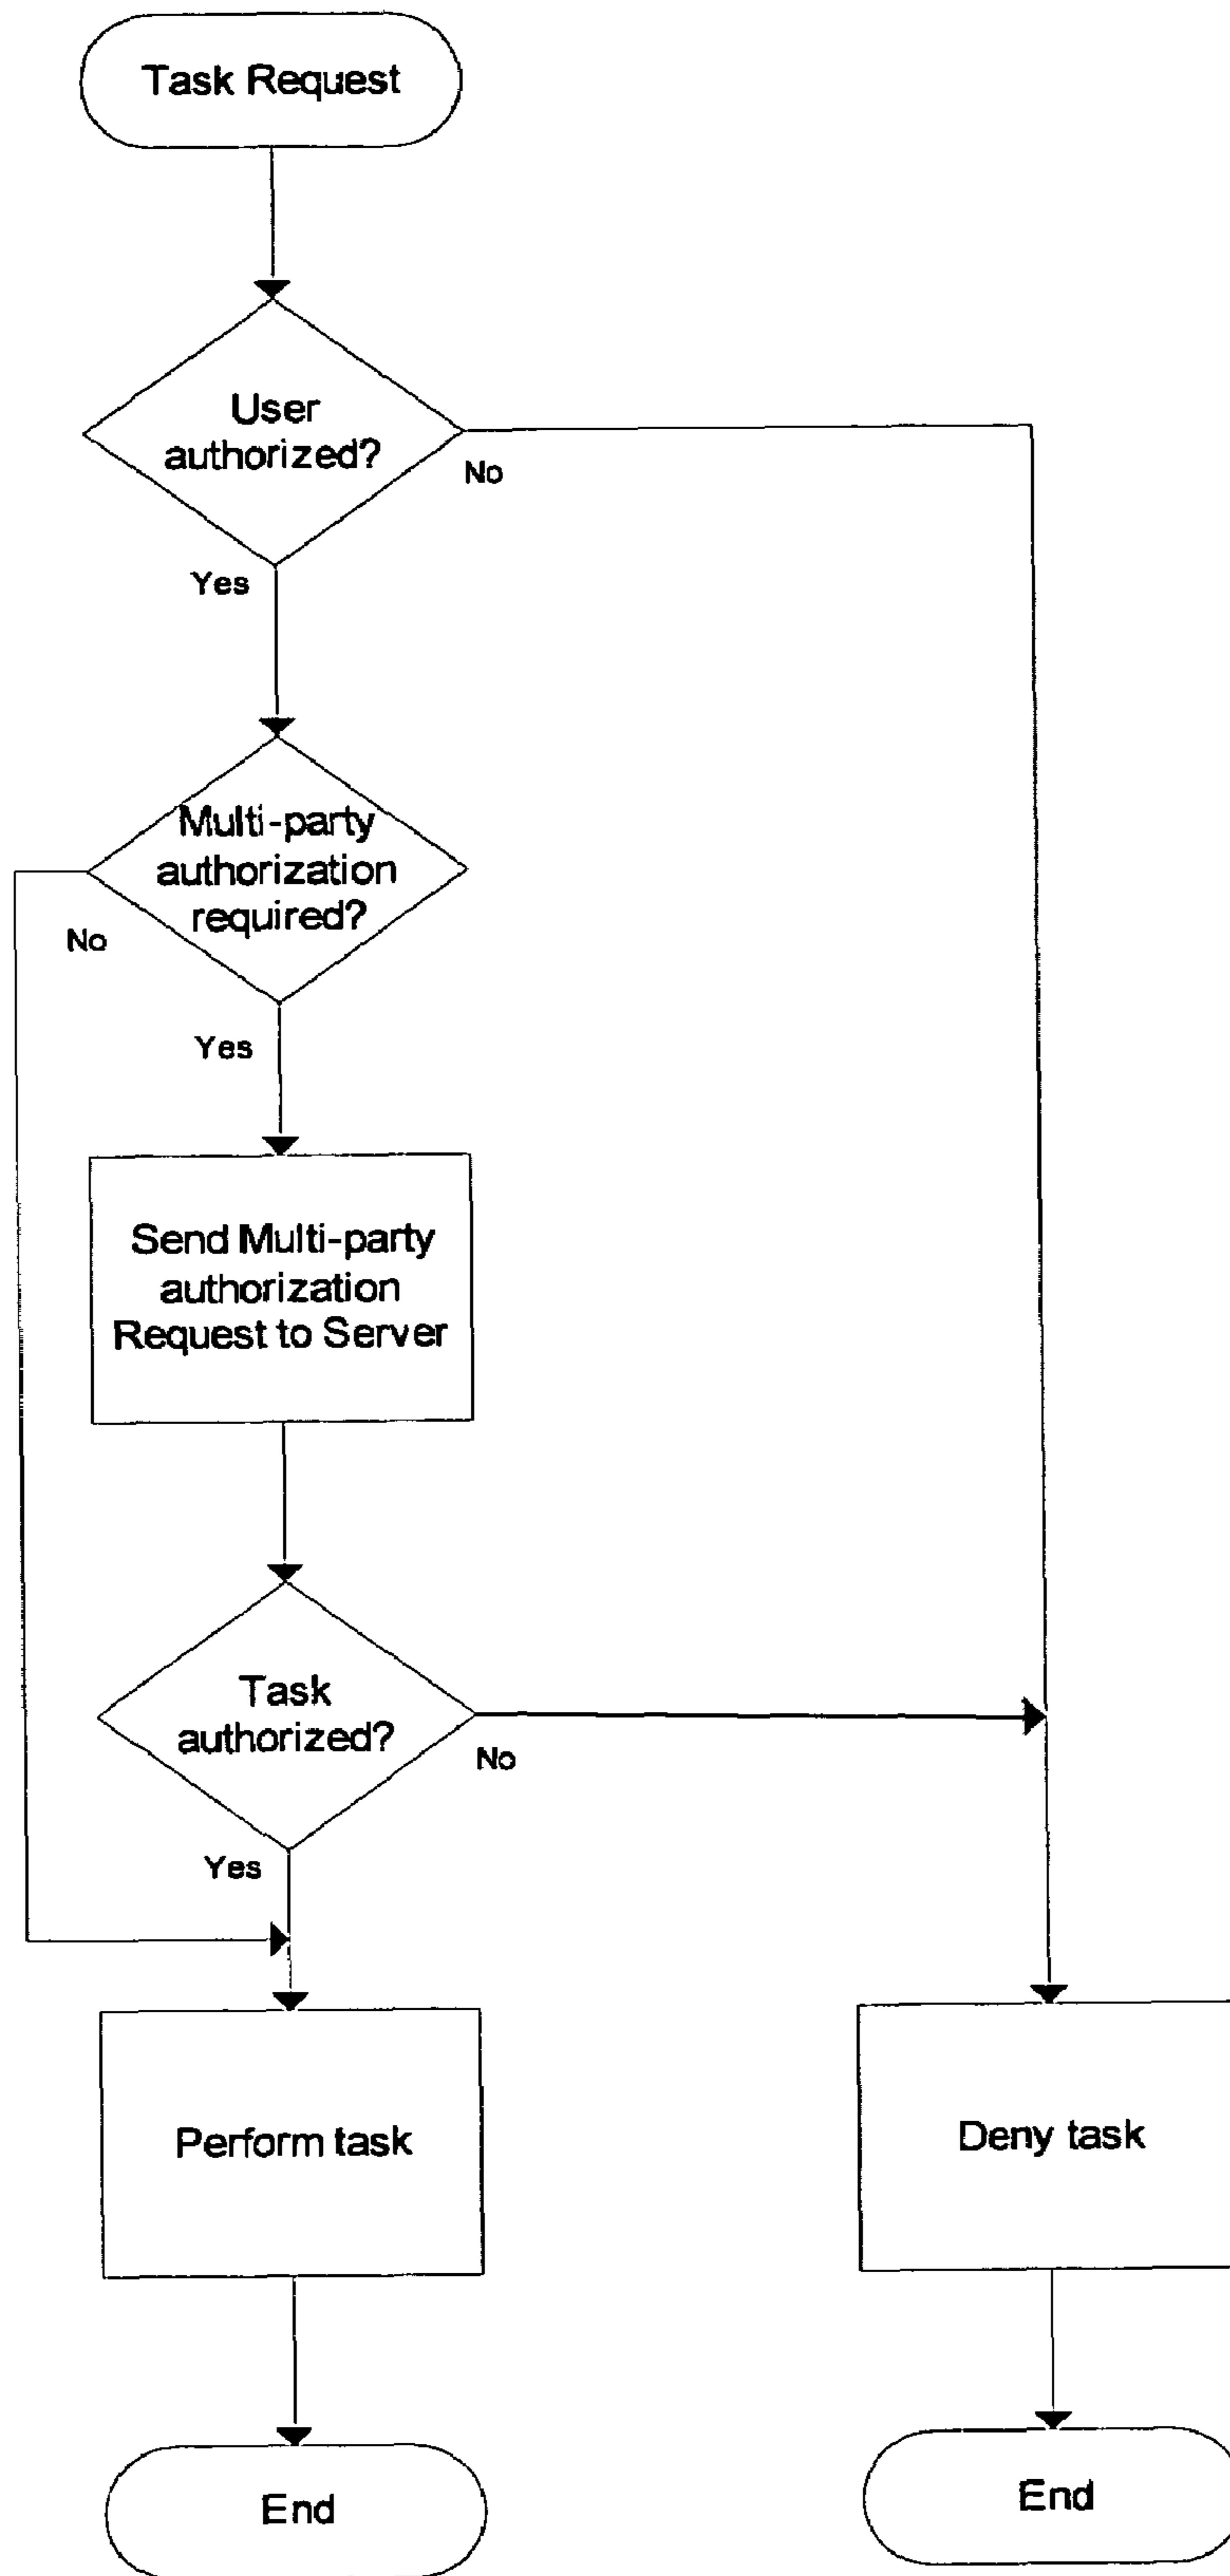 Task Request
User
authorized?
No
Yes
Multi-party
authorization
required?
No
Yes
Send Multi-party
authorization
Request to Server
Task
authorized?
No
Yes
Perform task
Deny task
End
End